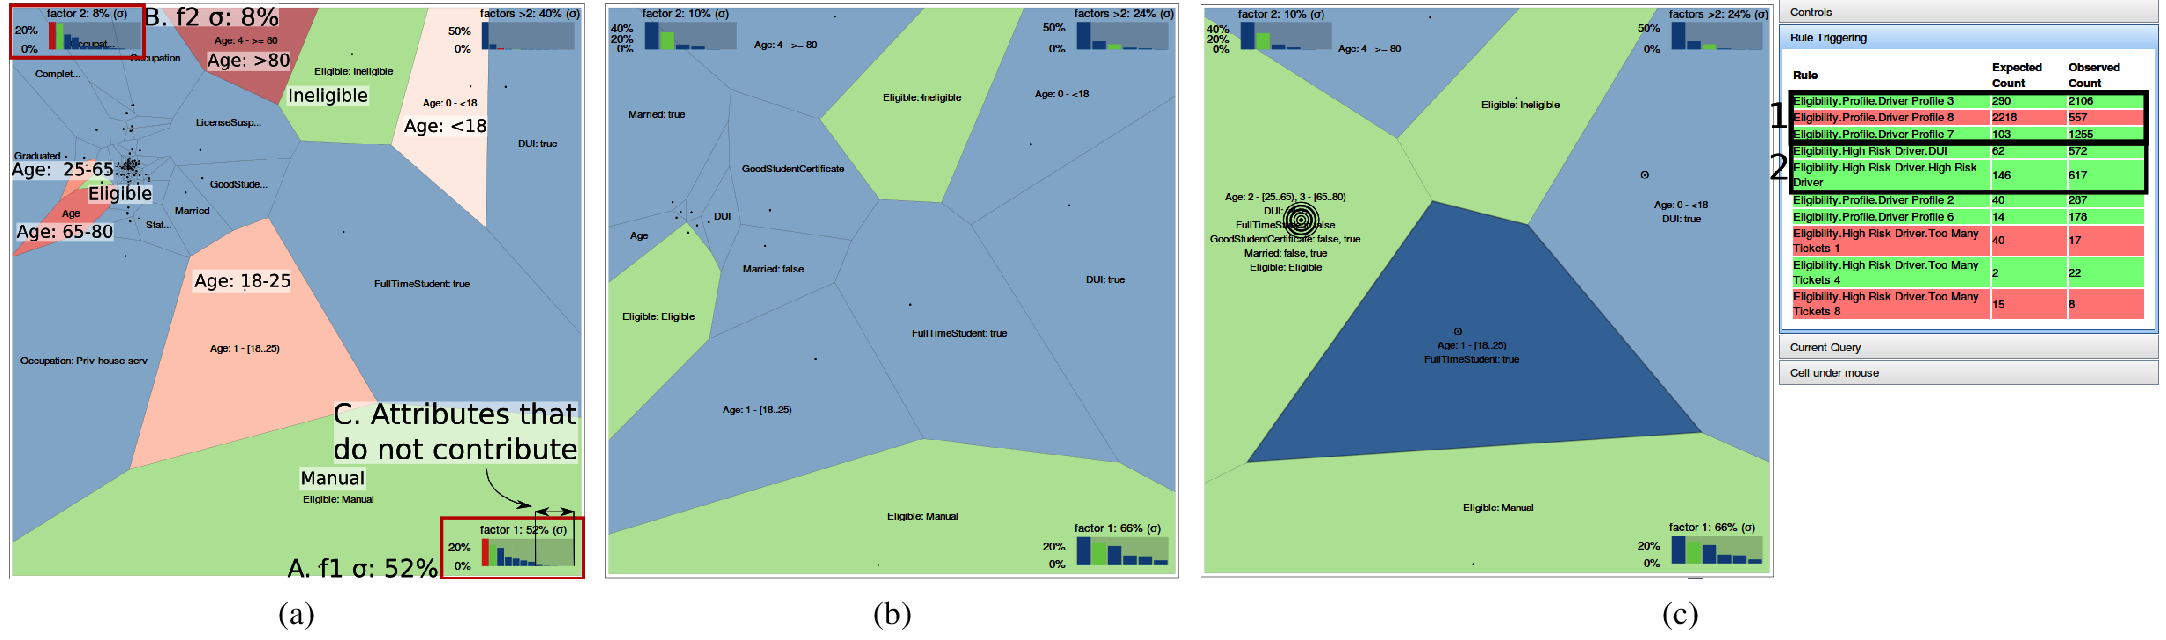 factor 2: 8% (σ)
20%
0%
B. f2 σ: 8%
Occupat...
Occupation
Complet...
Age: 4 - >= 80
Age: >80
Eligible: Ineligible
Ineligible
factors >2: 40% (σ)
50%
0%
Age: 0 - <18
Age: <18
LicenseSusp...
DUI: true
Graduated
Age: 25-65
Eligible
GoodStude...
Married
Age
Stat...
Age: 65-80
Age: 18-25
FullTimeStudent: true
Age: 1 - [18..25)
Occupation: Priv-house-serv
C. Attributes that
do not contribute
Manual
Eligible: Manual
factor 1: 52% (σ)
20%
0%
A. f1 σ: 52%
(a)
factor 2: 10% (σ)
40%
20%
0%
Age: 4 - >= 80
factors >2: 24% (σ)
50%
0%
Married: true
Eligible: Ineligible
Age: 0 - <18
GoodStudentCertificate
DUI
Age
Married: false
DUI: true
Eligible: Eligible
FullTimeStudent: true
Age: 1 - [18..25)
Eligible: Manual
factor 1: 66% (σ)
20%
0%
(b)
factor 2: 10% (σ)
40%
20%
0%
Age: 4 - >= 80
factors >2: 24% (σ)
50%
0%
Eligible: Ineligible
Age: 2 - [25..65), 3 - [65..80)
DUI:
FullTimeStudent: false
GoodStudentCertificate: false, true
Married: false, true
Eligible: Eligible
Age: 0 - <18
DUI: true
Age: 1 - [18..25)
FullTimeStudent: true
Eligible: Manual
factor 1: 66% (σ)
20%
0%
(c)
Controls
Rule Triggering
Rule Expected Count Observed Count
1
Eligibility.Profile.Driver Profile 3 290 2106
Eligibility.Profile.Driver Profile 8 2218 557
Eligibility.Profile.Driver Profile 7 103 1255
2
Eligibility.High Risk Driver.DUI 62 572
Eligibility.High Risk Driver.High Risk Driver 146 617
Eligibility.Profile.Driver Profile 2 40 287
Eligibility.Profile.Driver Profile 6 14 178
Eligibility.High Risk Driver.Too Many Tickets 1 40 17
Eligibility.High Risk Driver.Too Many Tickets 4 2 22
Eligibility.High Risk Driver.Too Many Tickets 8 15 8
Current Query
Cell under mouse